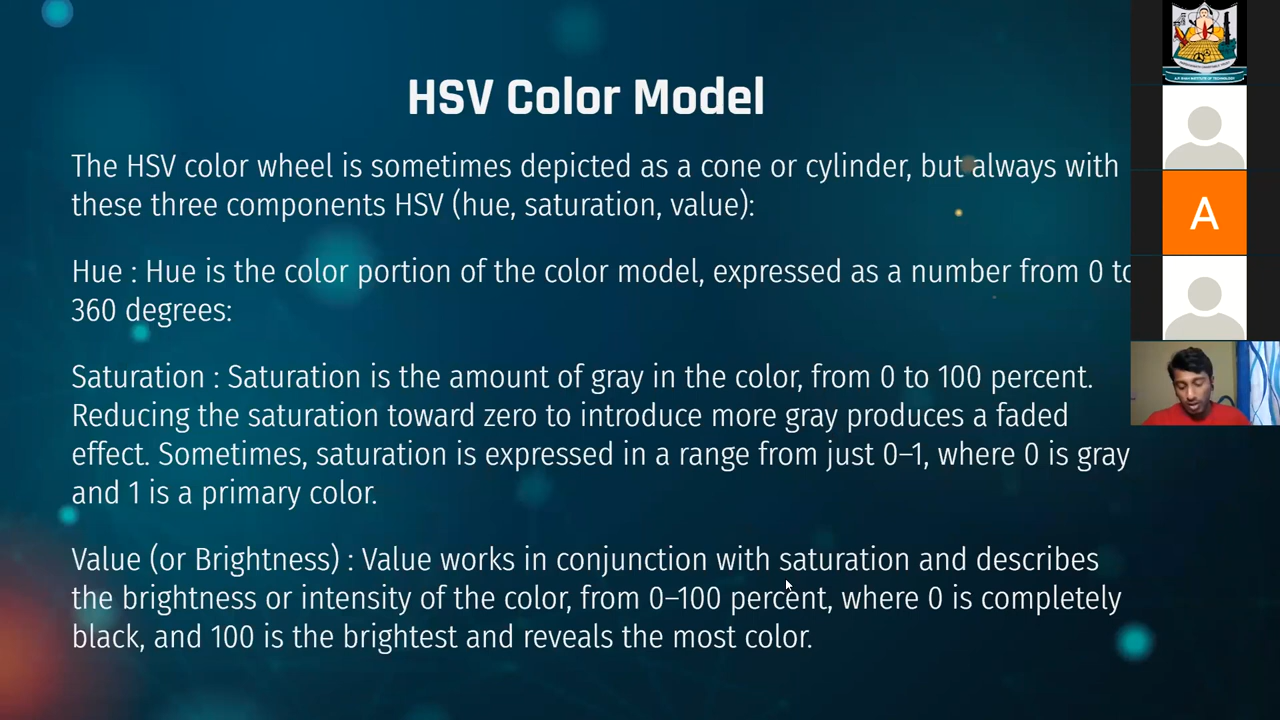 HSV Color Model
The HSV color wheel is sometimes depicted as a cone or cylinder, but always with
these three components HSV (hue, saturation, value):
Hue : Hue is the color portion of the color model, expressed as a number from 0 to
360 degrees:
Saturation : Saturation is the amount of gray in the color, from 0 to 100 percent.
Reducing the saturation toward zero to introduce more gray produces a faded
effect. Sometimes, saturation is expressed in a range from just 0–1, where 0 is gray
and 1 is a primary color.
Value (or Brightness) : Value works in conjunction with saturation and describes
the brightness or intensity of the color, from 0–100 percent, where 0 is completely
black, and 100 is the brightest and reveals the most color.
A